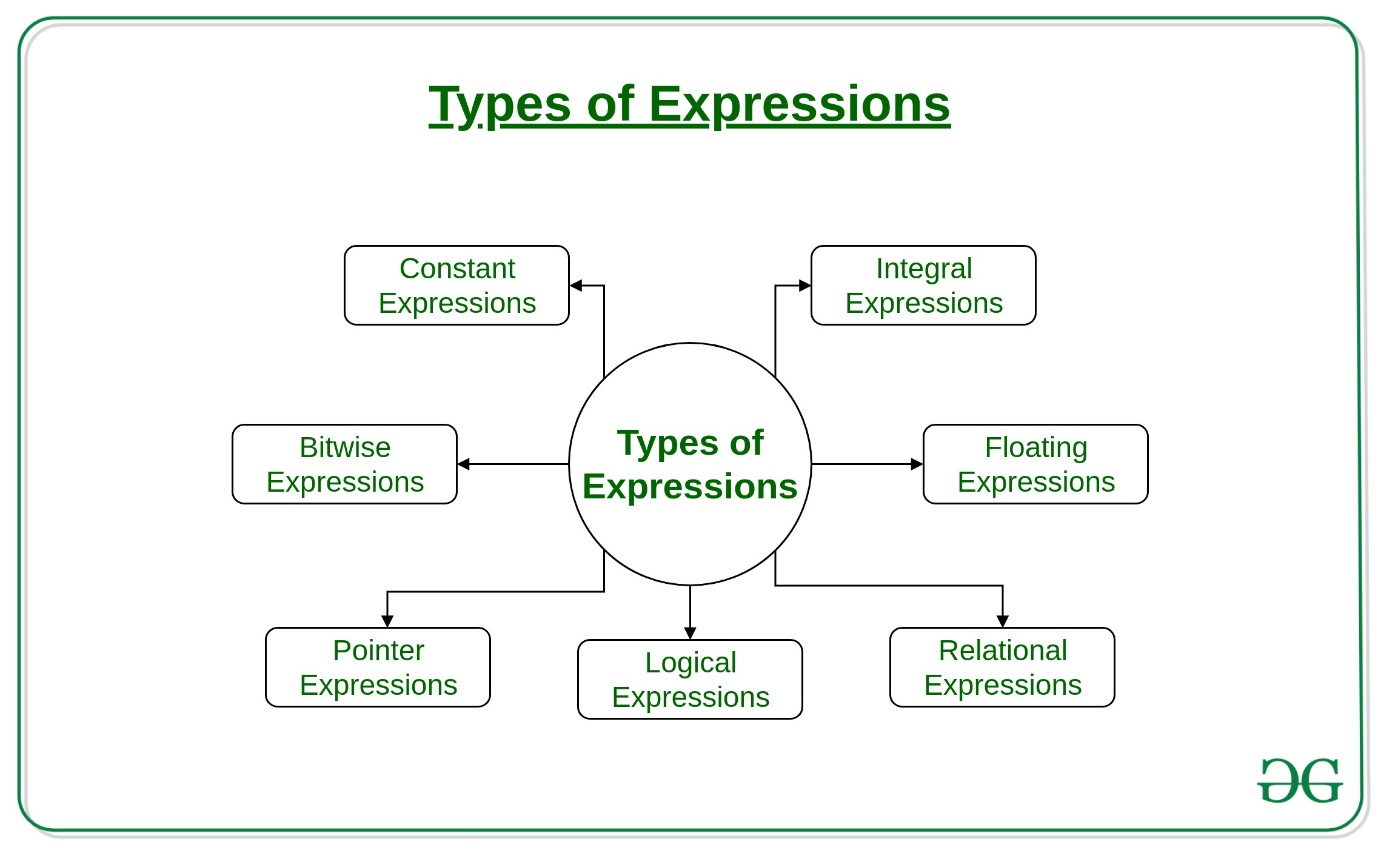 Types of Expressions
Constant
Expressions
Integral
Expressions
Bitwise
Expressions
Types of
Expressions
Floating
Expressions
Pointer
Expressions
Logical
Expressions
Relational
Expressions